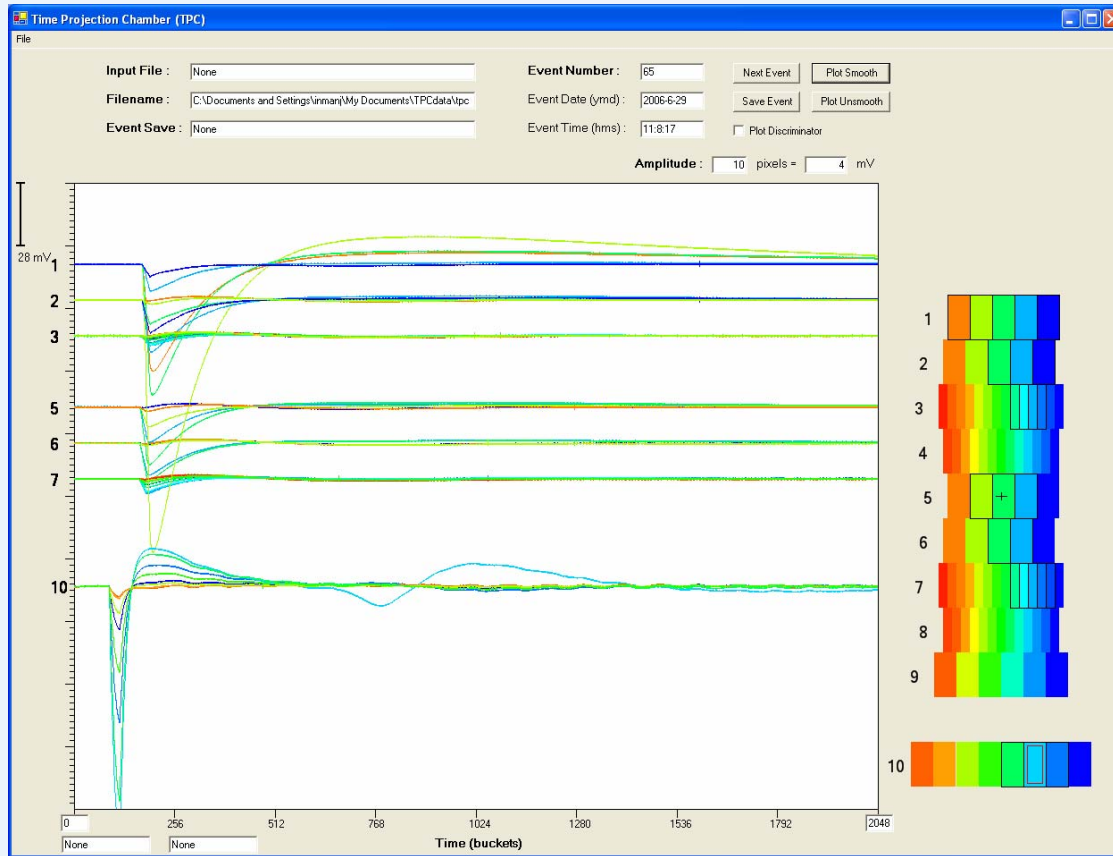 Time Projection Chamber (TPC)
File
Input File : None Event Number : 65 Next Event Plot Smooth
Filename : C:\Documents and Settings\inmanj\My Documents\TPCdata\tpc Event Date (ymd) : 2006-6-29 Save Event Plot Unsmooth
Event Save : None Event Time (hms) : 11:8:17 Plot Discriminator
Amplitude : 10 pixels = 4 mV
28 mV
1
2
3
5
6
7
10
1
2
3
4
5
6
7
8
9
10
0 256 512 768 1024 1280 1536 1792 2048
None None Time (buckets)